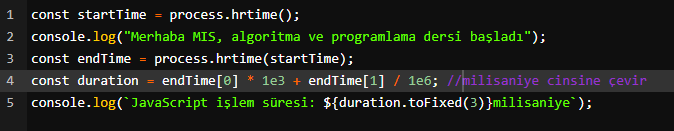 1 const startTime = process.hrtime();
2 console.log("Merhaba MIS, algoritma ve programlama dersi başladı");
3 const endTime = process.hrtime(startTime);
4 const duration = endTime[0] * 1e3 + endTime[1] / 1e6; //milisaniye cinsine çevir
5 console.log(`JavaScript işlem süresi: ${duration.toFixed(3)}milisaniye`);